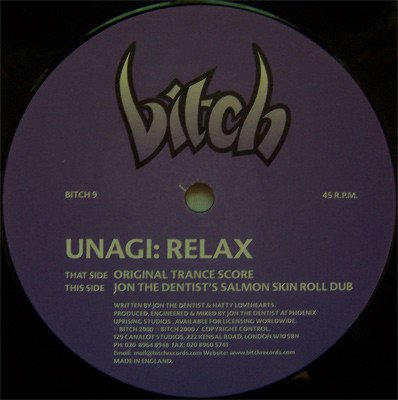 bitch
BITCH 9
45 R.P.M.
UNAGI: RELAX
THAT SIDE ORIGINAL TRANCE SCORE
THIS SIDE JON THE DENTIST'S SALMON SKIN ROLL DUB
WRITTEN BY JON THE DENTIST & HATTY LOVEHEARTS.
PRODUCED, ENGINEERED & MIXED BY JON THE DENTIST AT PHOENIX
UPRISING STUDIOS . AVAILABLE FOR LICENSING WORLDWIDE.
℗ BITCH 2000 © BITCH 2000 / COPYRIGHT CONTROL.
129 CANALOT STUDIOS, 222 KENSAL ROAD, LONDON W10 5BN
PH: 020 8964 8948 FAX: 020 8960 5741
Email: mail@bitchrecords.com Website: www.bitchrecords.com
MADE IN ENGLAND.